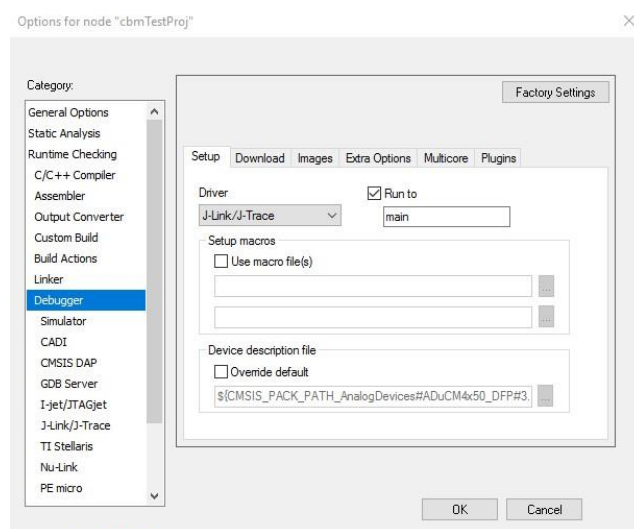 Options for node "cbmTestProj"
Category:
General Options
Static Analysis
Runtime Checking
C/C++ Compiler
Assembler
Output Converter
Custom Build
Build Actions
Linker
Debugger
Simulator
CADI
CMSIS DAP
GDB Server
I-jet/JTAGjet
J-Link/J-Trace
TI Stellaris
Nu-Link
PE micro
Factory Settings
Setup Download Images Extra Options Multicore Plugins
Driver
J-Link/J-Trace
Run to
main
Setup macros
Use macro file(s)
...
...
Device description file
Override default
${CMSIS_PACK_PATH_AnalogDevices#ADuCM4x50_DFP#3.
...
OK Cancel